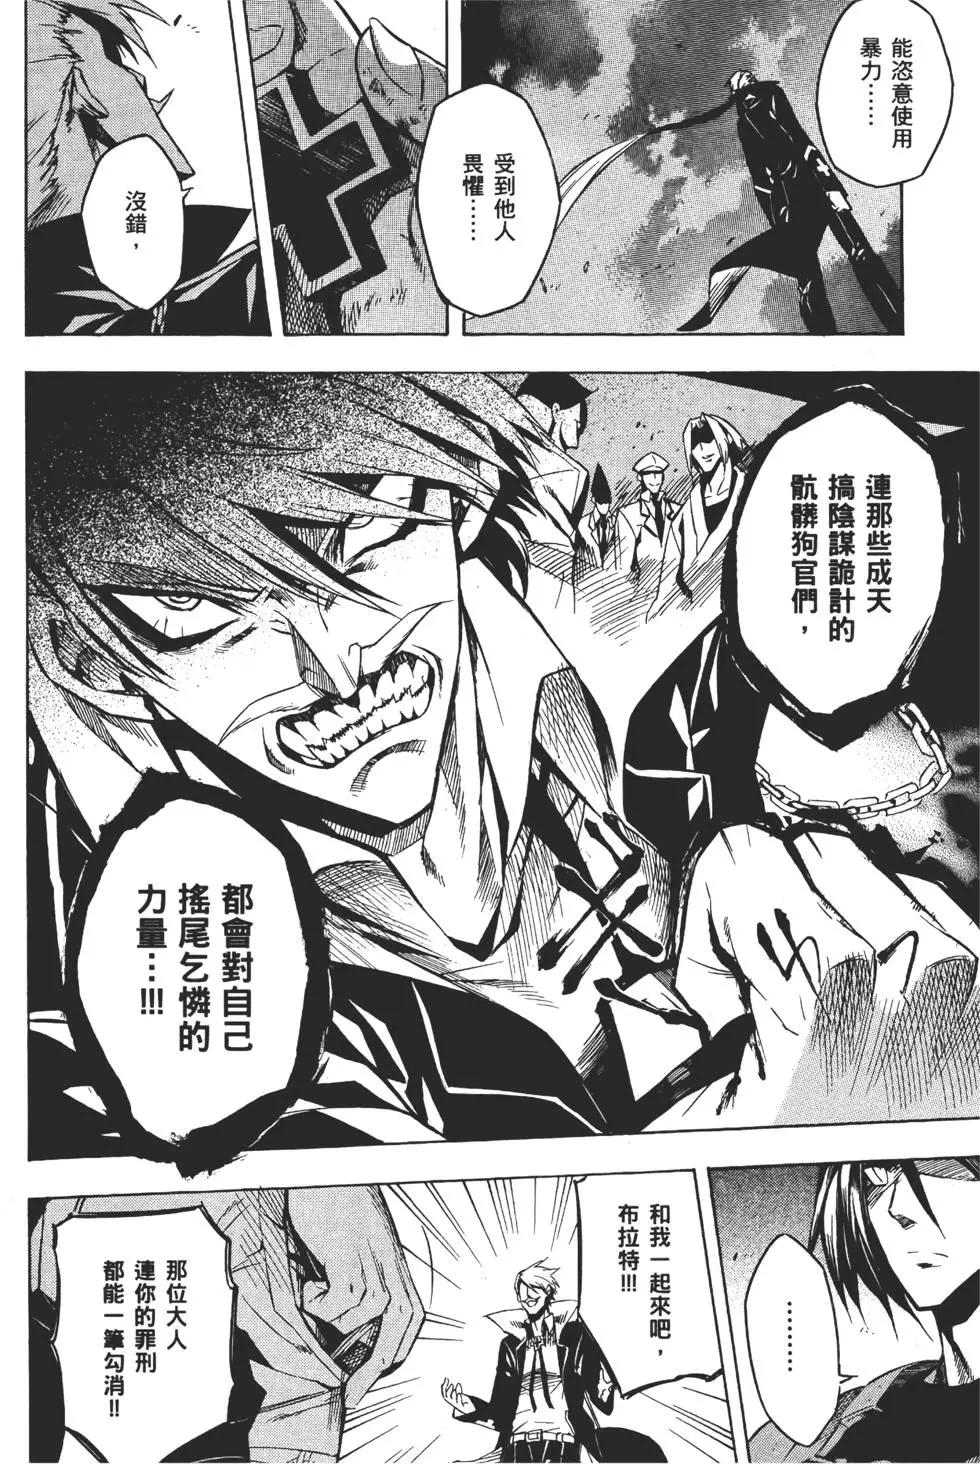 能恣意使用
暴力……
受到他人
畏懼……
沒錯，
連那些成天
搞陰謀詭計的
骯髒狗官們，
都會對自己
搖尾乞憐的
力量…!!!
………
和我一起來吧，
布拉特!!!
那位大人
連你的罪刑
都能一筆勾消!!